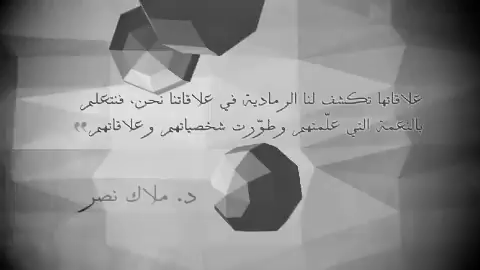 علاقاتها تكشف لنا الرمادية في علاقاتنا نحن، فنتعلم
بالنعمة التي علّمتهم وطوّرت شخصياتهم وعلاقاتهم”
د. ملاك نصر